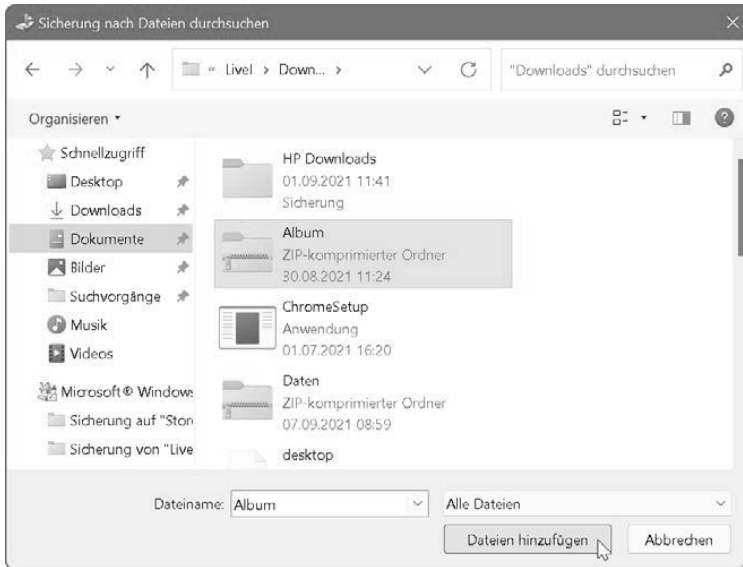 Sicherung nach Dateien durchsuchen
« Livel > Down... >
"Downloads" durchsuchen
Organisieren
Schnellzugriff
Desktop
Downloads
Dokumente
Bilder
Suchvorgänge
Musik
Videos
Microsoft® Windows
Sicherung auf "Stor
Sicherung von "Live
HP Downloads
01.09.2021 11:41
Sicherung
Album
ZIP-komprimierter Ordner
30.08.2021 11:24
ChromeSetup
Anwendung
01.07.2021 16:20
Daten
ZIP-komprimierter Ordner
07.09.2021 08:59
desktop
Dateiname: Album
Alle Dateien
Dateien hinzufügen
Abbrechen